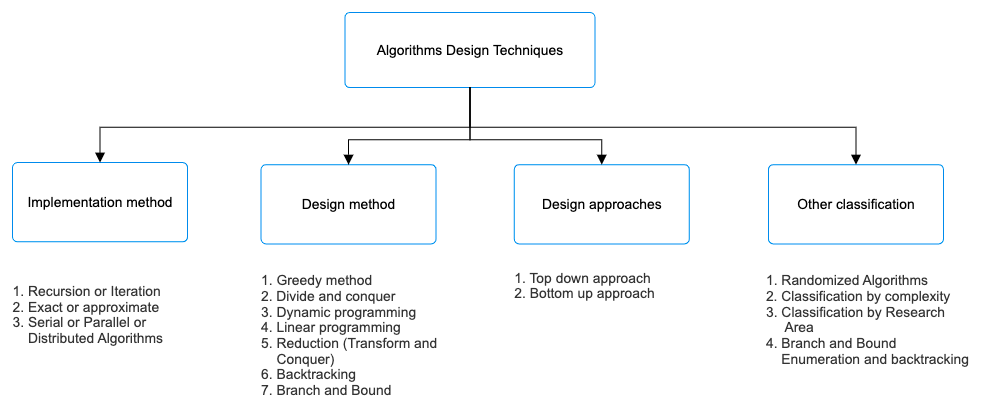 Algorithms Design Techniques
Implementation method
Design method
Design approaches
Other classification
1. Recursion or Iteration
2. Exact or approximate
3. Serial or Parallel or
Distributed Algorithms
1. Greedy method
2. Divide and conquer
3. Dynamic programming
4. Linear programming
5. Reduction (Transform and
Conquer)
6. Backtracking
7. Branch and Bound
1. Top down approach
2. Bottom up approach
1. Randomized Algorithms
2. Classification by complexity
3. Classification by Research
Area
4. Branch and Bound
Enumeration and backtracking